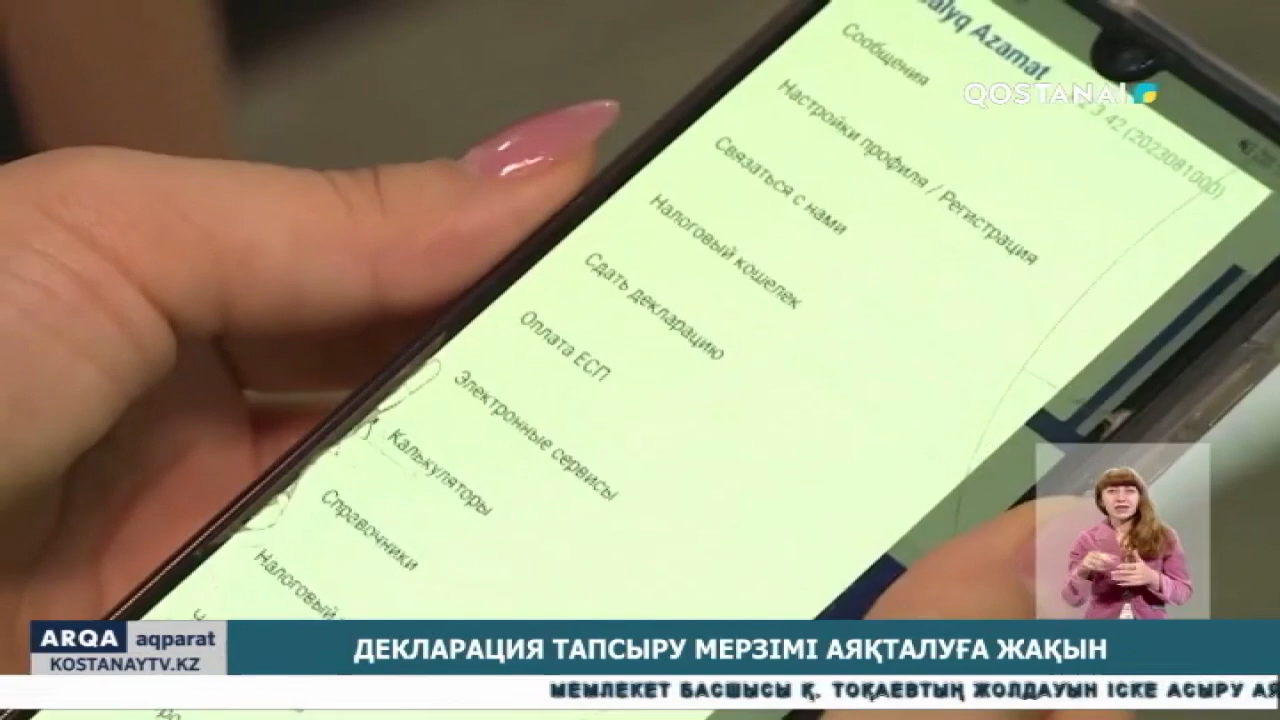 Azamat
QOSTANAI
Сообщения
Настройки профиля / Регистрация
Связаться с нами
Налоговый кошелек
Сдать декларацию
Оплата ЕСП
Электронные сервисы
Калькуляторы
Справочники
Налоговый
ARQA aqparat
KOSTANAYTV.KZ
ДЕКЛАРАЦИЯ ТАПСЫРУ МЕРЗІМІ АЯҚТАЛУҒА ЖАҚЫН
МЕМЛЕКЕТ БАСШЫСЫ Қ. ТОҚАЕВТЫҢ ЖОЛДАУЫН ІСКЕ АСЫРУ